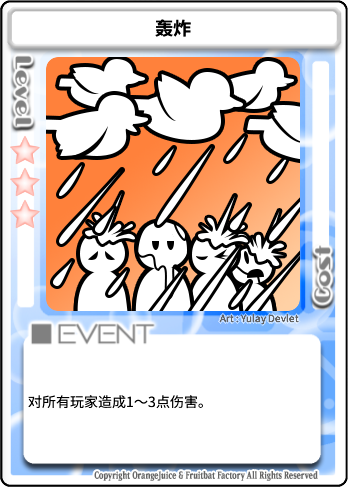 轰炸
Level
Cost
Art : Yulay Devlet
EVENT
对所有玩家造成1～3点伤害。
Copyright OrangeJuice & Fruitbat Factory All Rights Reserved